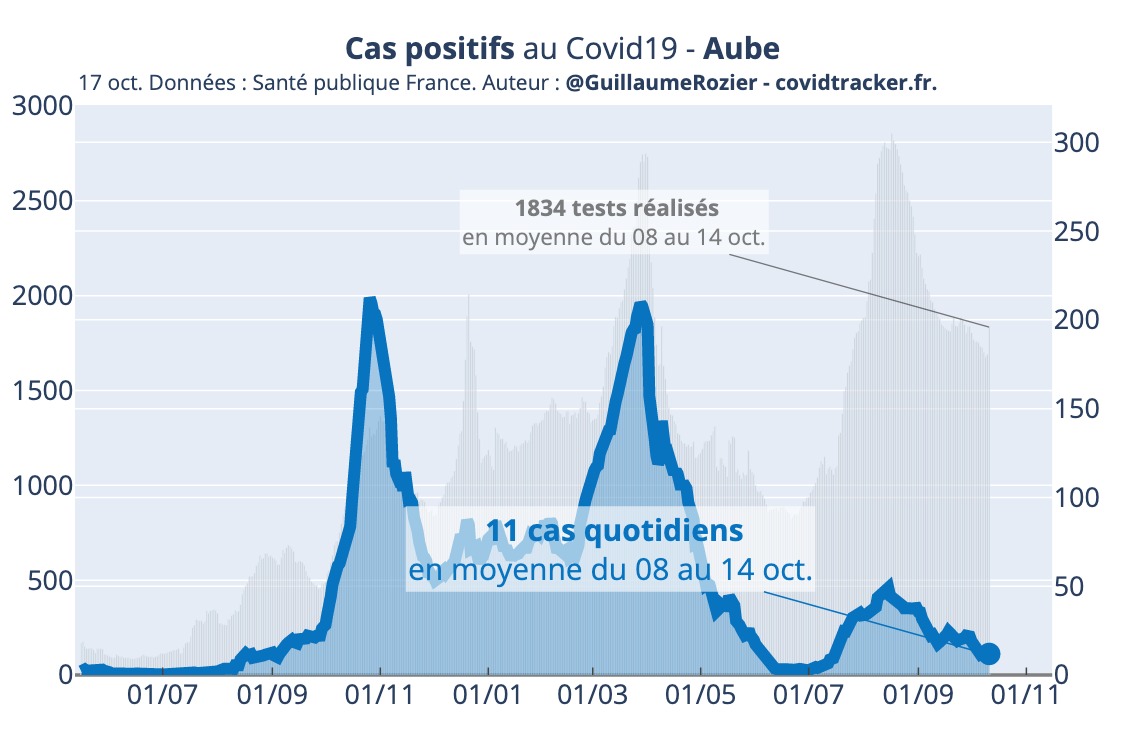 Cas positifs au Covid19 - Aube
17 oct. Données : Santé publique France. Auteur : @GuillaumeRozier - covidtracker.fr.
3000
2500
2000
1500
1000
500
0
300
250
200
150
100
50
0
1834 tests réalisés
en moyenne du 08 au 14 oct.
11 cas quotidiens
en moyenne du 08 au 14 oct.
01/07 01/09 01/11 01/01 01/03 01/05 01/07 01/09 01/11